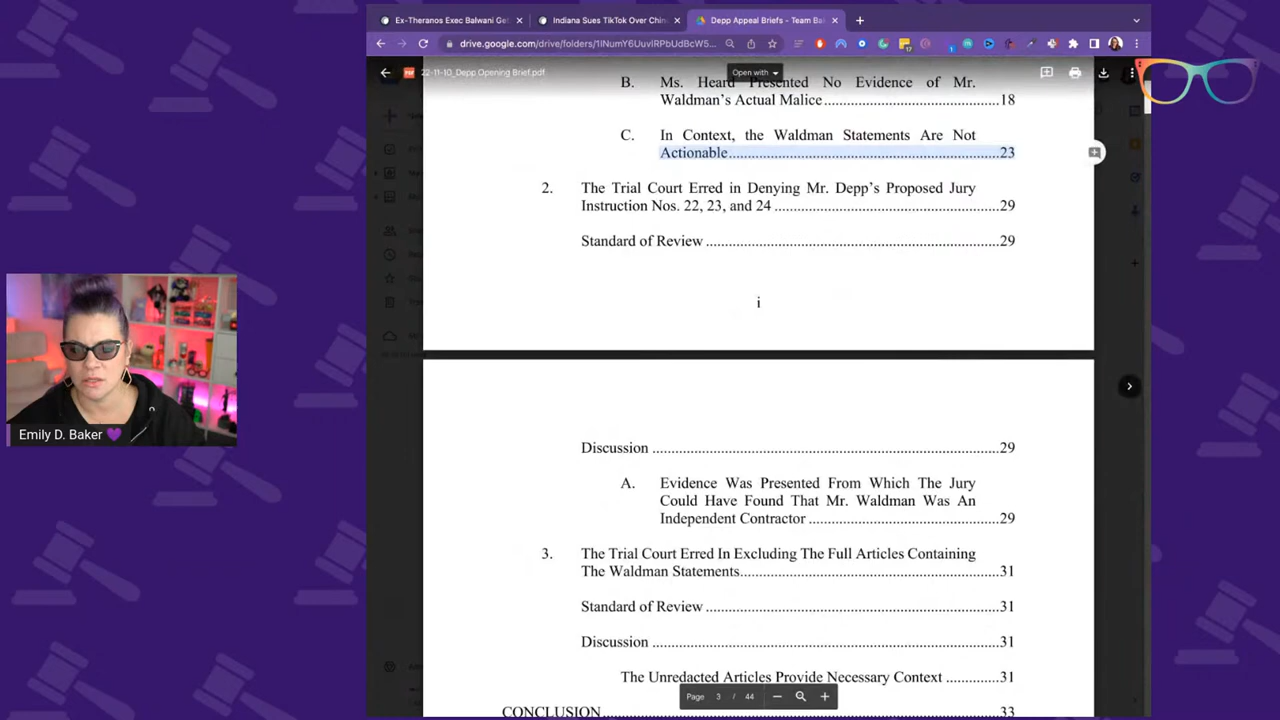 Ex-Theranos Exec Balwani Get
Indiana Sues TikTok Over Chin
Depp Appeal Briefs - Team Ba
drive.google.com/drive/folders/
22-11-10_Depp Opening Brief.pdf
Open with
B. Ms. Heard Presented No Evidence of Mr.
Waldman's Actual Malice 18
C. In Context, the Waldman Statements Are Not
Actionable 23
2. The Trial Court Erred in Denying Mr. Depp's Proposed Jury
Instruction Nos. 22, 23, and 24 29
Standard of Review 29
i
Discussion 29
A. Evidence Was Presented From Which The Jury
Could Have Found That Mr. Waldman Was An
Independent Contractor 29
3. The Trial Court Erred In Excluding The Full Articles Containing
The Waldman Statements 31
Standard of Review 31
Discussion 31
The Unredacted Articles Provide Necessary Context 31
CONCLUSION 33
Page 3 / 44
Emily D. Baker 💜